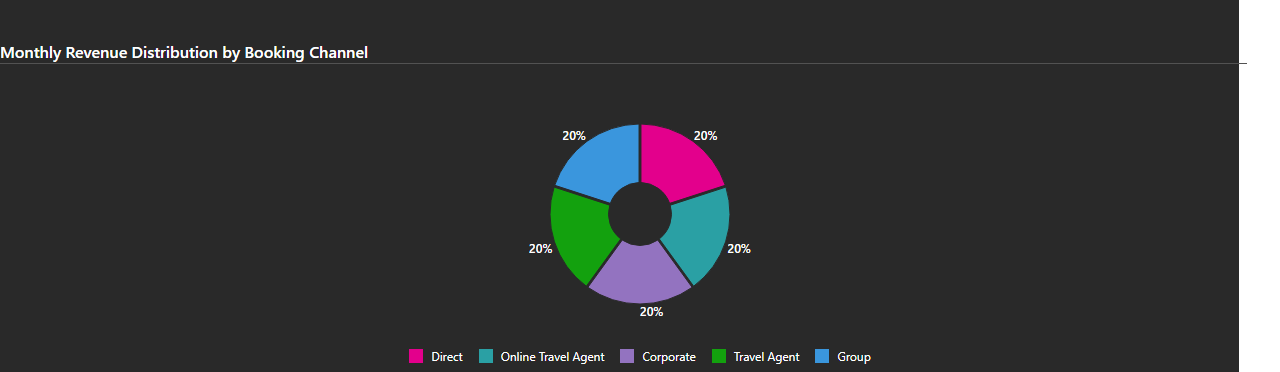 Monthly Revenue Distribution by Booking Channel
20%
20%
20%
20%
20%
Direct
Online Travel Agent
Corporate
Travel Agent
Group